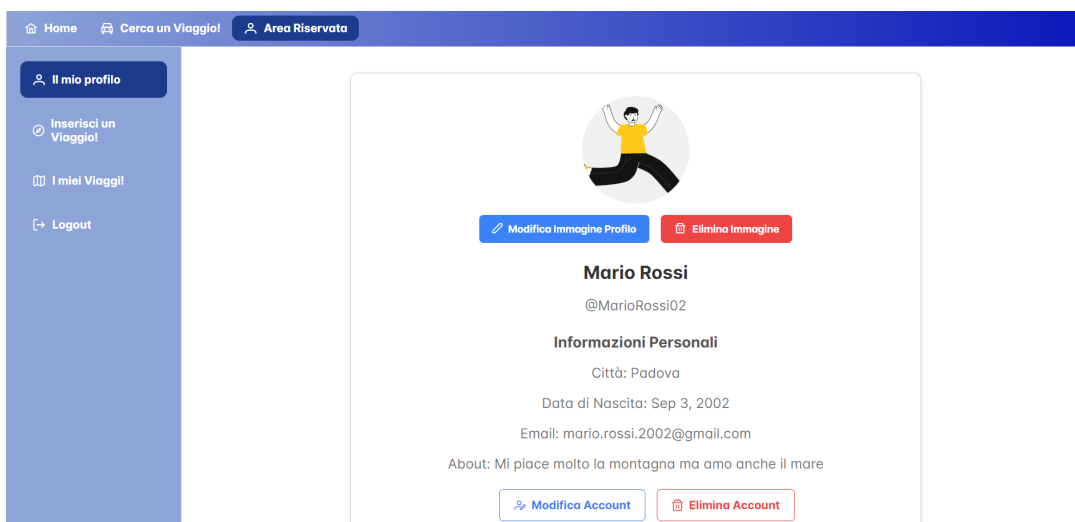 Home
Cerca un Viaggio!
Area Riservata
Il mio profilo
Inserisci un
Viaggio!
I miei Viaggi!
Logout
Modifica Immagine Profilo
Elimina Immagine
Mario Rossi
@MarioRossi02
Informazioni Personali
Città: Padova
Data di Nascita: Sep 3, 2002
Email: mario.rossi.2002@gmail.com
About: Mi piace molto la montagna ma amo anche il mare
Modifica Account
Elimina Account